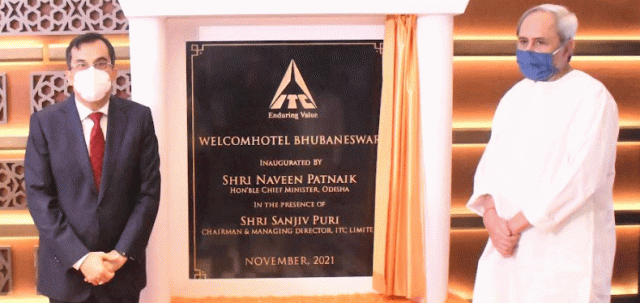 ITC
Enduring Value
WELCOMHOTEL BHUBANESWAR
INAUGURATED BY
SHRI NAVEEN PATNAIK
HON'BLE CHIEF MINISTER, ODISHA
IN THE PRESENCE OF
SHRI SANJIV PURI
CHAIRMAN & MANAGING DIRECTOR, ITC LIMITE
NOVEMBER, 2021